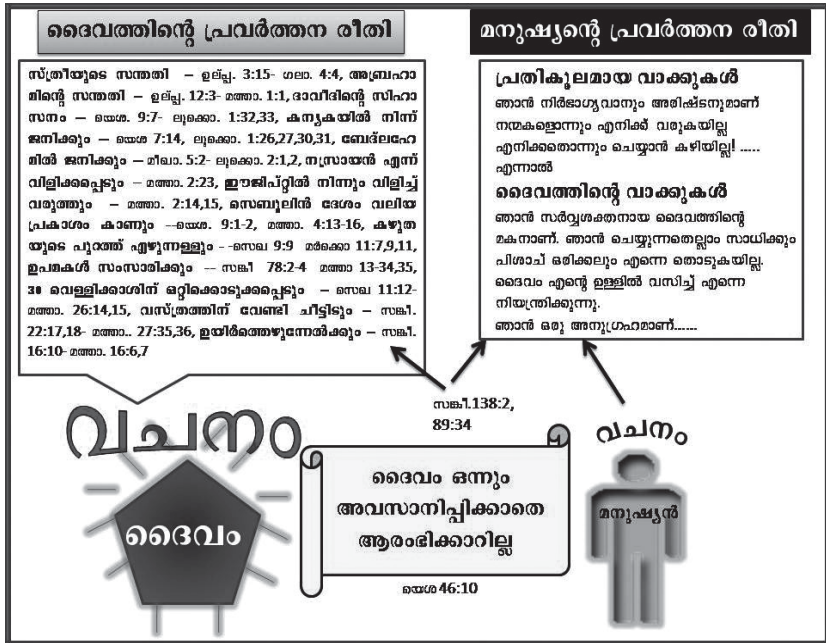 ദൈവത്തിന്റെ പ്രവർത്തന രീതി
സ്ത്രീയുടെ സന്തതി – ഉല്പ്പ. 3:15- ഗലാ. 4:4, അബ്രഹാ
മിന്റെ സന്തതി – ഉല്പ്പ. 12:3- മത്താ. 1:1, ദാവീദിന്റെ സിഹാ
സനം – യെശ. 9:7- ലൂക്കൊ. 1:32,33, കന്യകയിൽ നിന്ന്
ജനിക്കും – യെശ 7:14, ലൂക്കൊ. 1:26,27,30,31, ബേദ്ലഹേ
മിൽ ജനിക്കും – മീഖാ. 5:2- ലൂക്കൊ. 2:1,2, നസ്രായൻ എന്ന്
വിളിക്കപ്പെടും – മത്താ. 2:23, ഈജിപ്റ്റിൽ നിന്നും വിളിച്ച്
വരുത്തും – മത്താ. 2:14,15, സെബൂലിൻ ദേശം വലിയ
പ്രകാശം കാണും --യെശ. 9:1-2, മത്താ. 4:13-16, കഴുത
യുടെ പുറത്ത് എഴുന്നള്ളും --സെഖ 9:9 മർക്കൊ 11:7,9,11,
ഉപമകൾ സംസാരിക്കും -- സങ്കീ 78:2-4 മത്താ 13-34,35,
30 വെള്ളിക്കാശിന് ഒറ്റിക്കൊടുക്കപ്പെടും – സെഖ 11:12-
മത്താ. 26:14,15, വസ്ത്രത്തിന് വേണ്ടി ചീട്ടിടും – സങ്കീ.
22:17,18- മത്താ.. 27:35,36, ഉയിർത്തെഴുന്നേൽക്കും – സങ്കീ.
16:10- മത്താ. 16:6,7
മനുഷ്യന്റെ പ്രവർത്തന രീതി
പ്രതികൂലമായ വാക്കുകൾ
ഞാൻ നിർഭാഗ്യവാനും അരിഷ്ടനുമാണ്
നന്മകളൊന്നും എനിക്ക് വരുകയില്ല
എനിക്കതൊന്നും ചെയ്യാൻ കഴിയില്ല! .....
എന്നാൽ
ദൈവത്തിന്റെ വാക്കുകൾ
ഞാൻ സർവ്വശക്തനായ ദൈവത്തിന്റെ
മകനാണ്. ഞാൻ ചെയ്യുന്നതെല്ലാം സാധിക്കും
പിശാച് ഒരിക്കലും എന്നെ തൊടുകയില്ല.
ദൈവം എന്റെ ഉള്ളിൽ വസിച്ച് എന്നെ
നിയന്ത്രിക്കുന്നു.
ഞാൻ ഒരു അനുഗ്രഹമാണ്......
സങ്കീ.138:2,
89:34
വചനം
ദൈവം
ദൈവം ഒന്നും
അവസാനിപ്പിക്കാതെ
ആരംഭിക്കാറില്ല
യെശ 46:10
വചനം
മനുഷ്യൻ